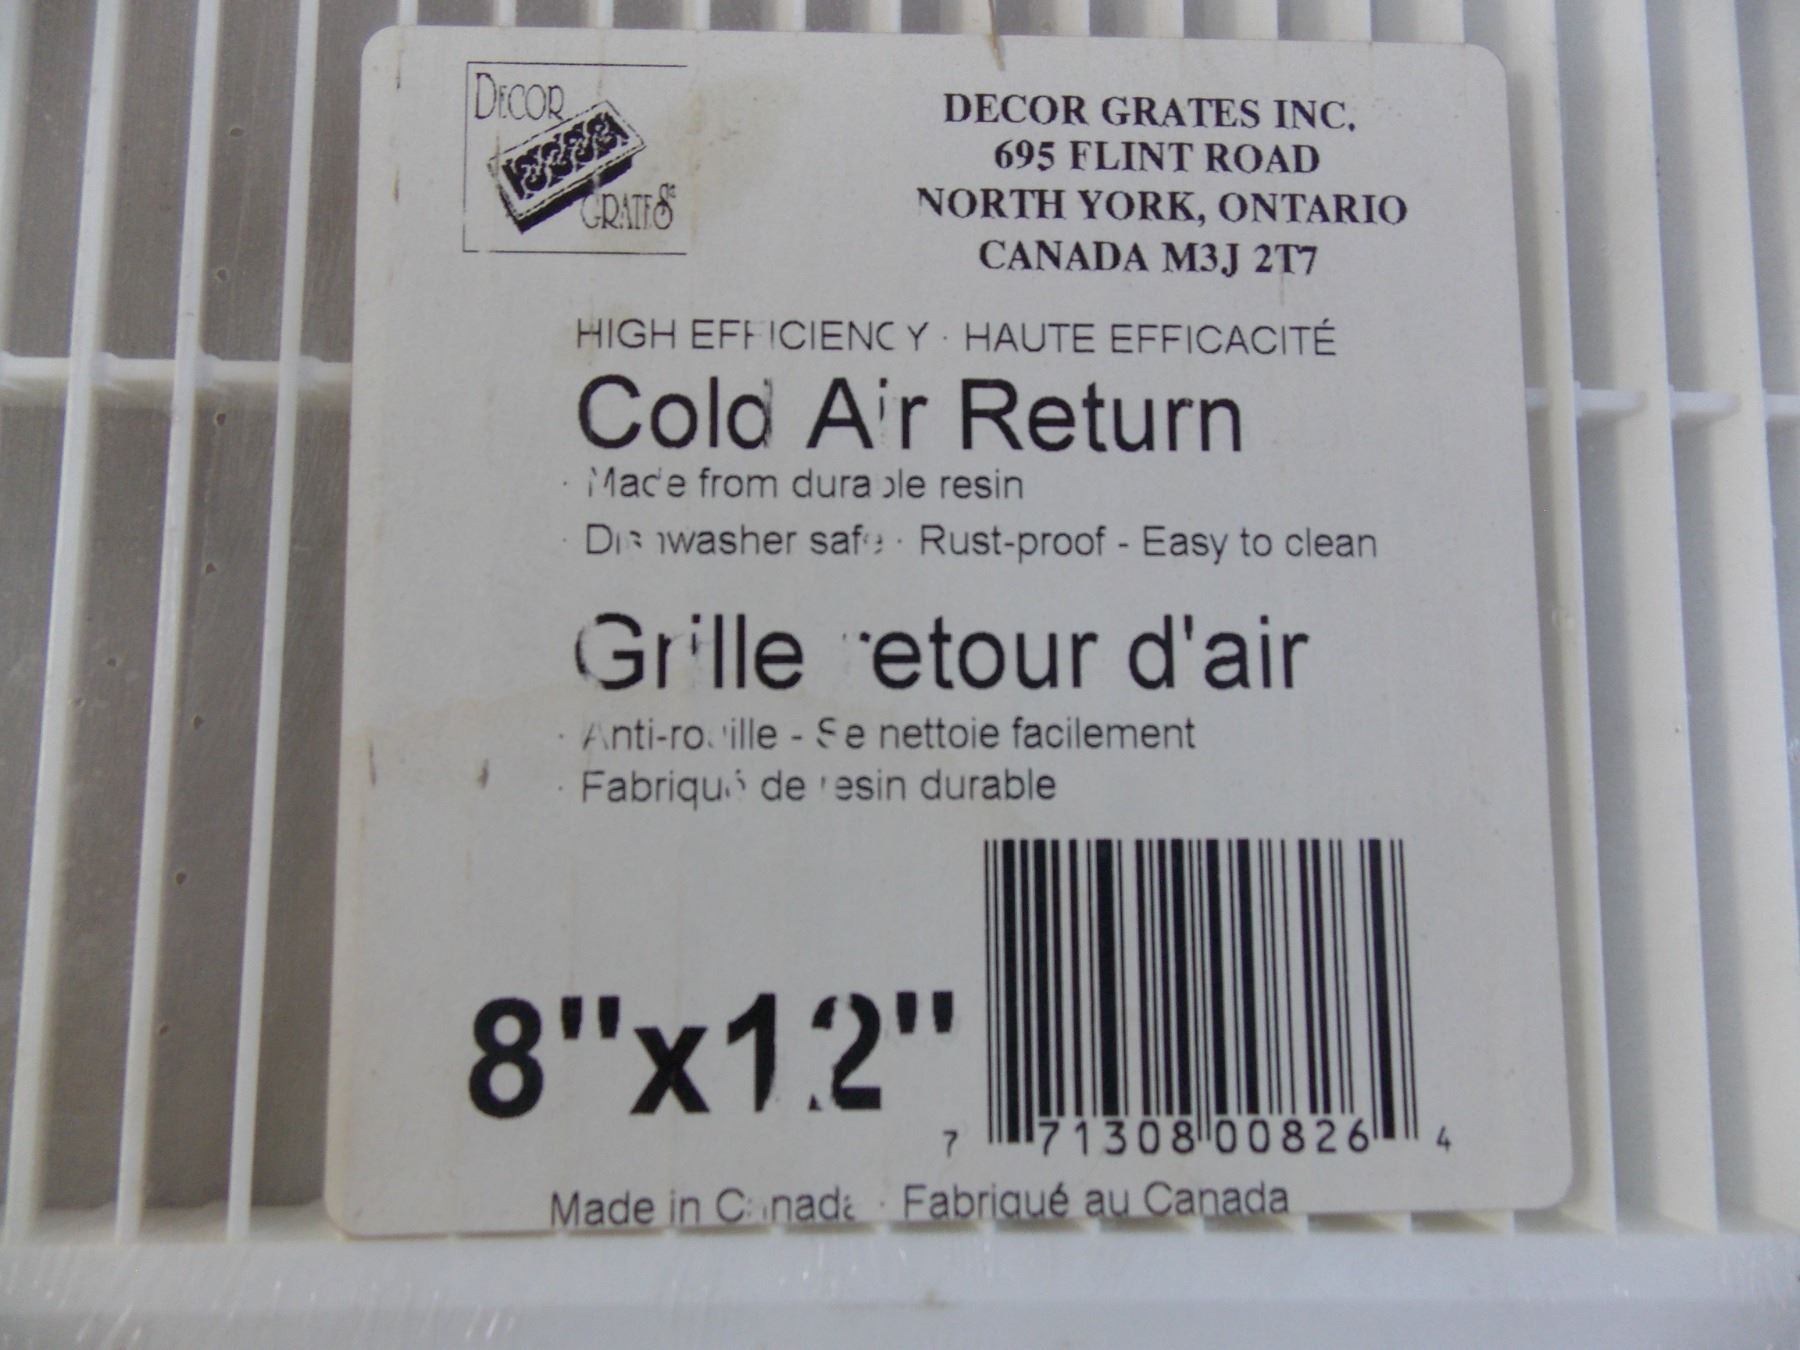 DECOR
GRATES
DECOR GRATES INC.
695 FLINT ROAD
NORTH YORK, ONTARIO
CANADA M3J 2T7
HIGH EFFICIENCY · HAUTE EFFICACITÉ
Cold Air Return
· Made from durable resin
· Dishwasher safe · Rust-proof - Easy to clean
Grille retour d'air
· Anti-rouille - Se nettoie facilement
· Fabriqué de resin durable
8"x12"
7 71308 00826 4
Made in Canada · Fabriqué au Canada